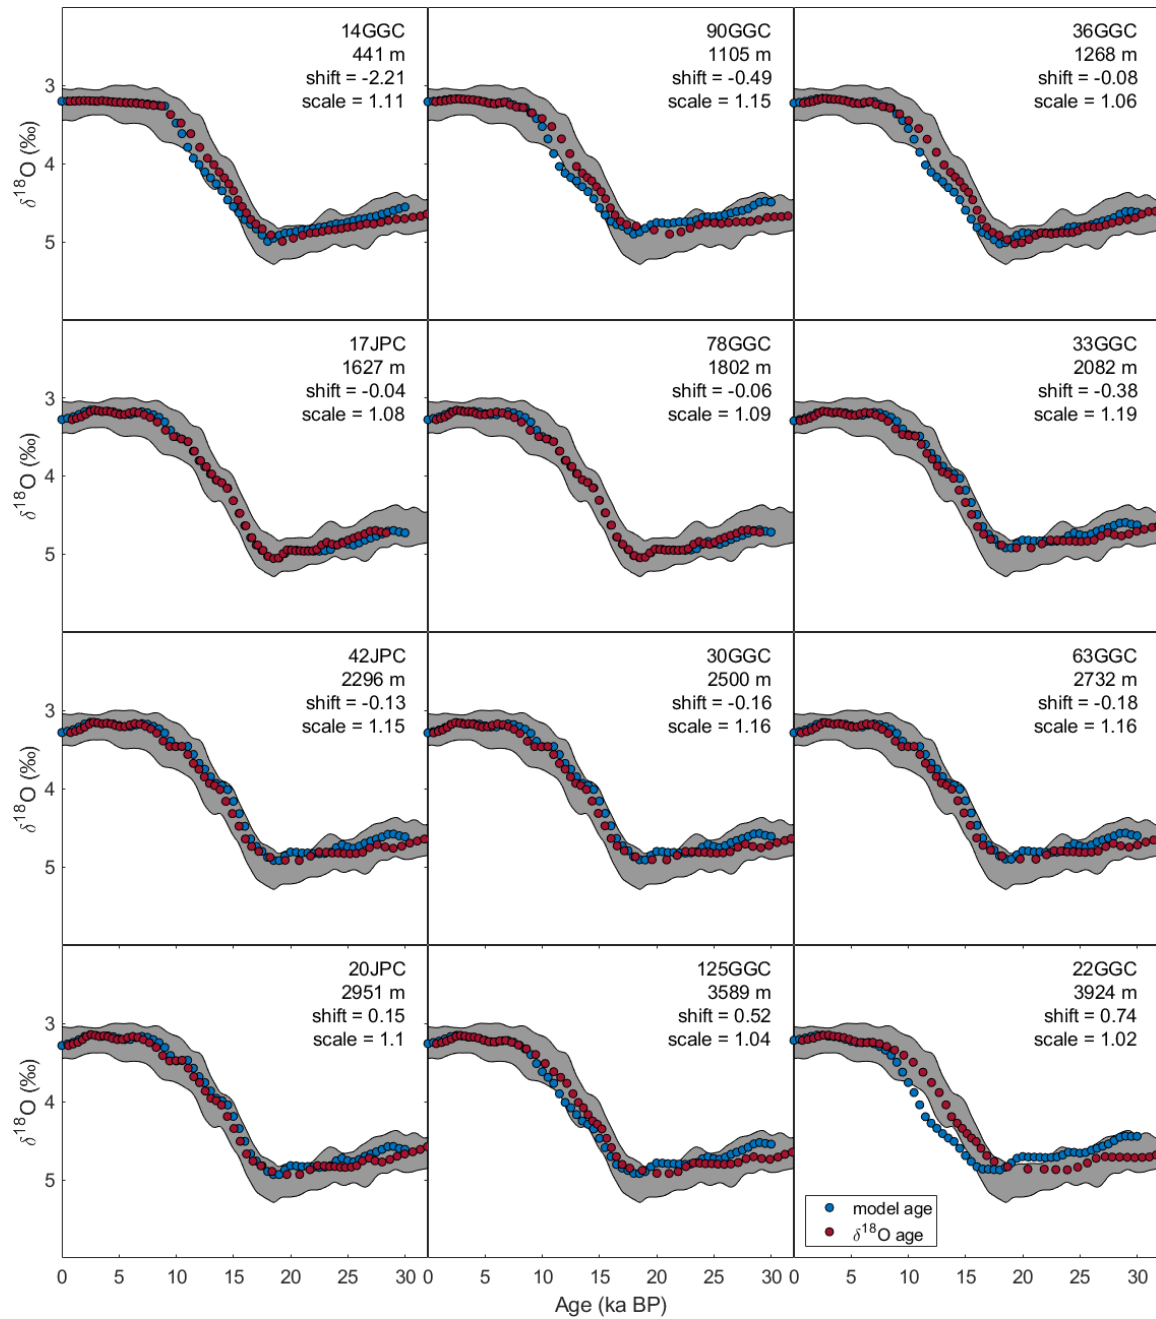 14GGC
441 m
shift = -2.21
scale = 1.11
90GGC
1105 m
shift = -0.49
scale = 1.15
36GGC
1268 m
shift = -0.08
scale = 1.06
3
4
5
δ¹⁸O (‰)
17JPC
1627 m
shift = -0.04
scale = 1.08
78GGC
1802 m
shift = -0.06
scale = 1.09
33GGC
2082 m
shift = -0.38
scale = 1.19
3
4
5
δ¹⁸O (‰)
42JPC
2296 m
shift = -0.13
scale = 1.15
30GGC
2500 m
shift = -0.16
scale = 1.16
63GGC
2732 m
shift = -0.18
scale = 1.16
3
4
5
δ¹⁸O (‰)
20JPC
2951 m
shift = 0.15
scale = 1.1
125GGC
3589 m
shift = 0.52
scale = 1.04
22GGC
3924 m
shift = 0.74
scale = 1.02
3
4
5
δ¹⁸O (‰)
model age
δ¹⁸O age
0 5 10 15 20 25 30 0 5 10 15 20 25 30 0 5 10 15 20 25 30
Age (ka BP)